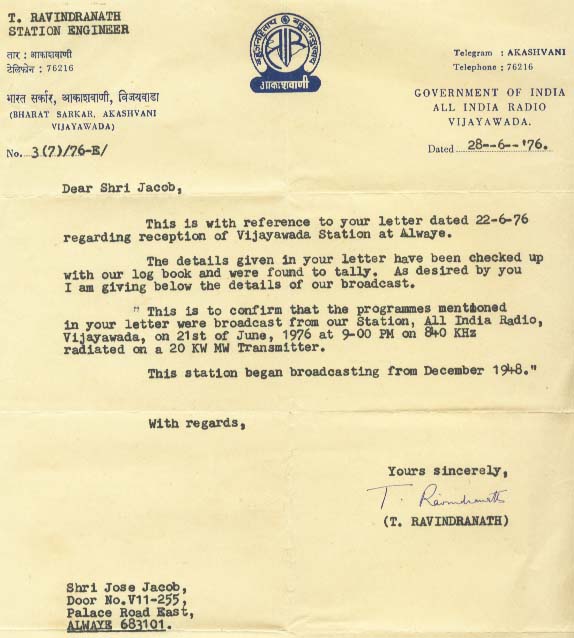 T. RAVINDRANATH
STATION ENGINEER
तार : आकाशवाणी
टेलिफोन : 76216
भारत सर्कार, आकाशवाणी, विजयवाडा
(BHARAT SARKAR, AKASHVANI
VIJAYAWADA)
No. 3(7)/76-E/
बहुजनहिताय बहुजनसुखाय
AIR
आकाशवाणी
Telegram : AKASHVANI
Telephone : 76216
GOVERNMENT OF INDIA
ALL INDIA RADIO
VIJAYAWADA.
Dated 28--6--'76.
Dear Shri Jacob,
This is with reference to your letter dated 22-6-76
regarding reception of Vijayawada Station at Alwaye.
The details given in your letter have been checked up
with our log book and were found to tally. As desired by you
I am giving below the details of our broadcast.
" This is to confirm that the programmes mentioned
in your letter were broadcast from our Station, All India Radio,
Vijayawada, on 21st of June, 1976 at 9-00 PM on 840 KHz
radiated on a 20 KW MW Transmitter.
This station began broadcasting from December 1948."
With regards,
Yours sincerely,
T. Ravindranath
(T. RAVINDRANATH)
Shri Jose Jacob,
Door No.V11-255,
Palace Road East,
ALWAYE 683101.